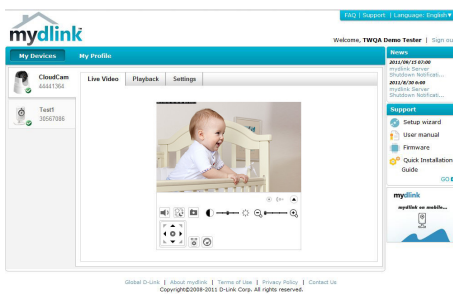 FAQ | Support | Language: English
mydlink
Welcome, TWQA Demo Tester | Sign ou
My Devices
My Profile
CloudCam
44441364
Test1
30567086
Live Video
Playback
Settings
News
2011/09/15 07:00
mydlink Server
Shutdown Notificati...
2011/8/30 6:00
mydlink Server
Shutdown Notificati...
Support
Setup wizard
User manual
Firmware
Quick Installation
Guide
GO
mydlink
mydlink on mobile...
Global D-Link | About mydlink | Terms of Use | Privacy Policy | Contact Us
Copyright©2008-2011 D-Link Corp. All rights reserved.